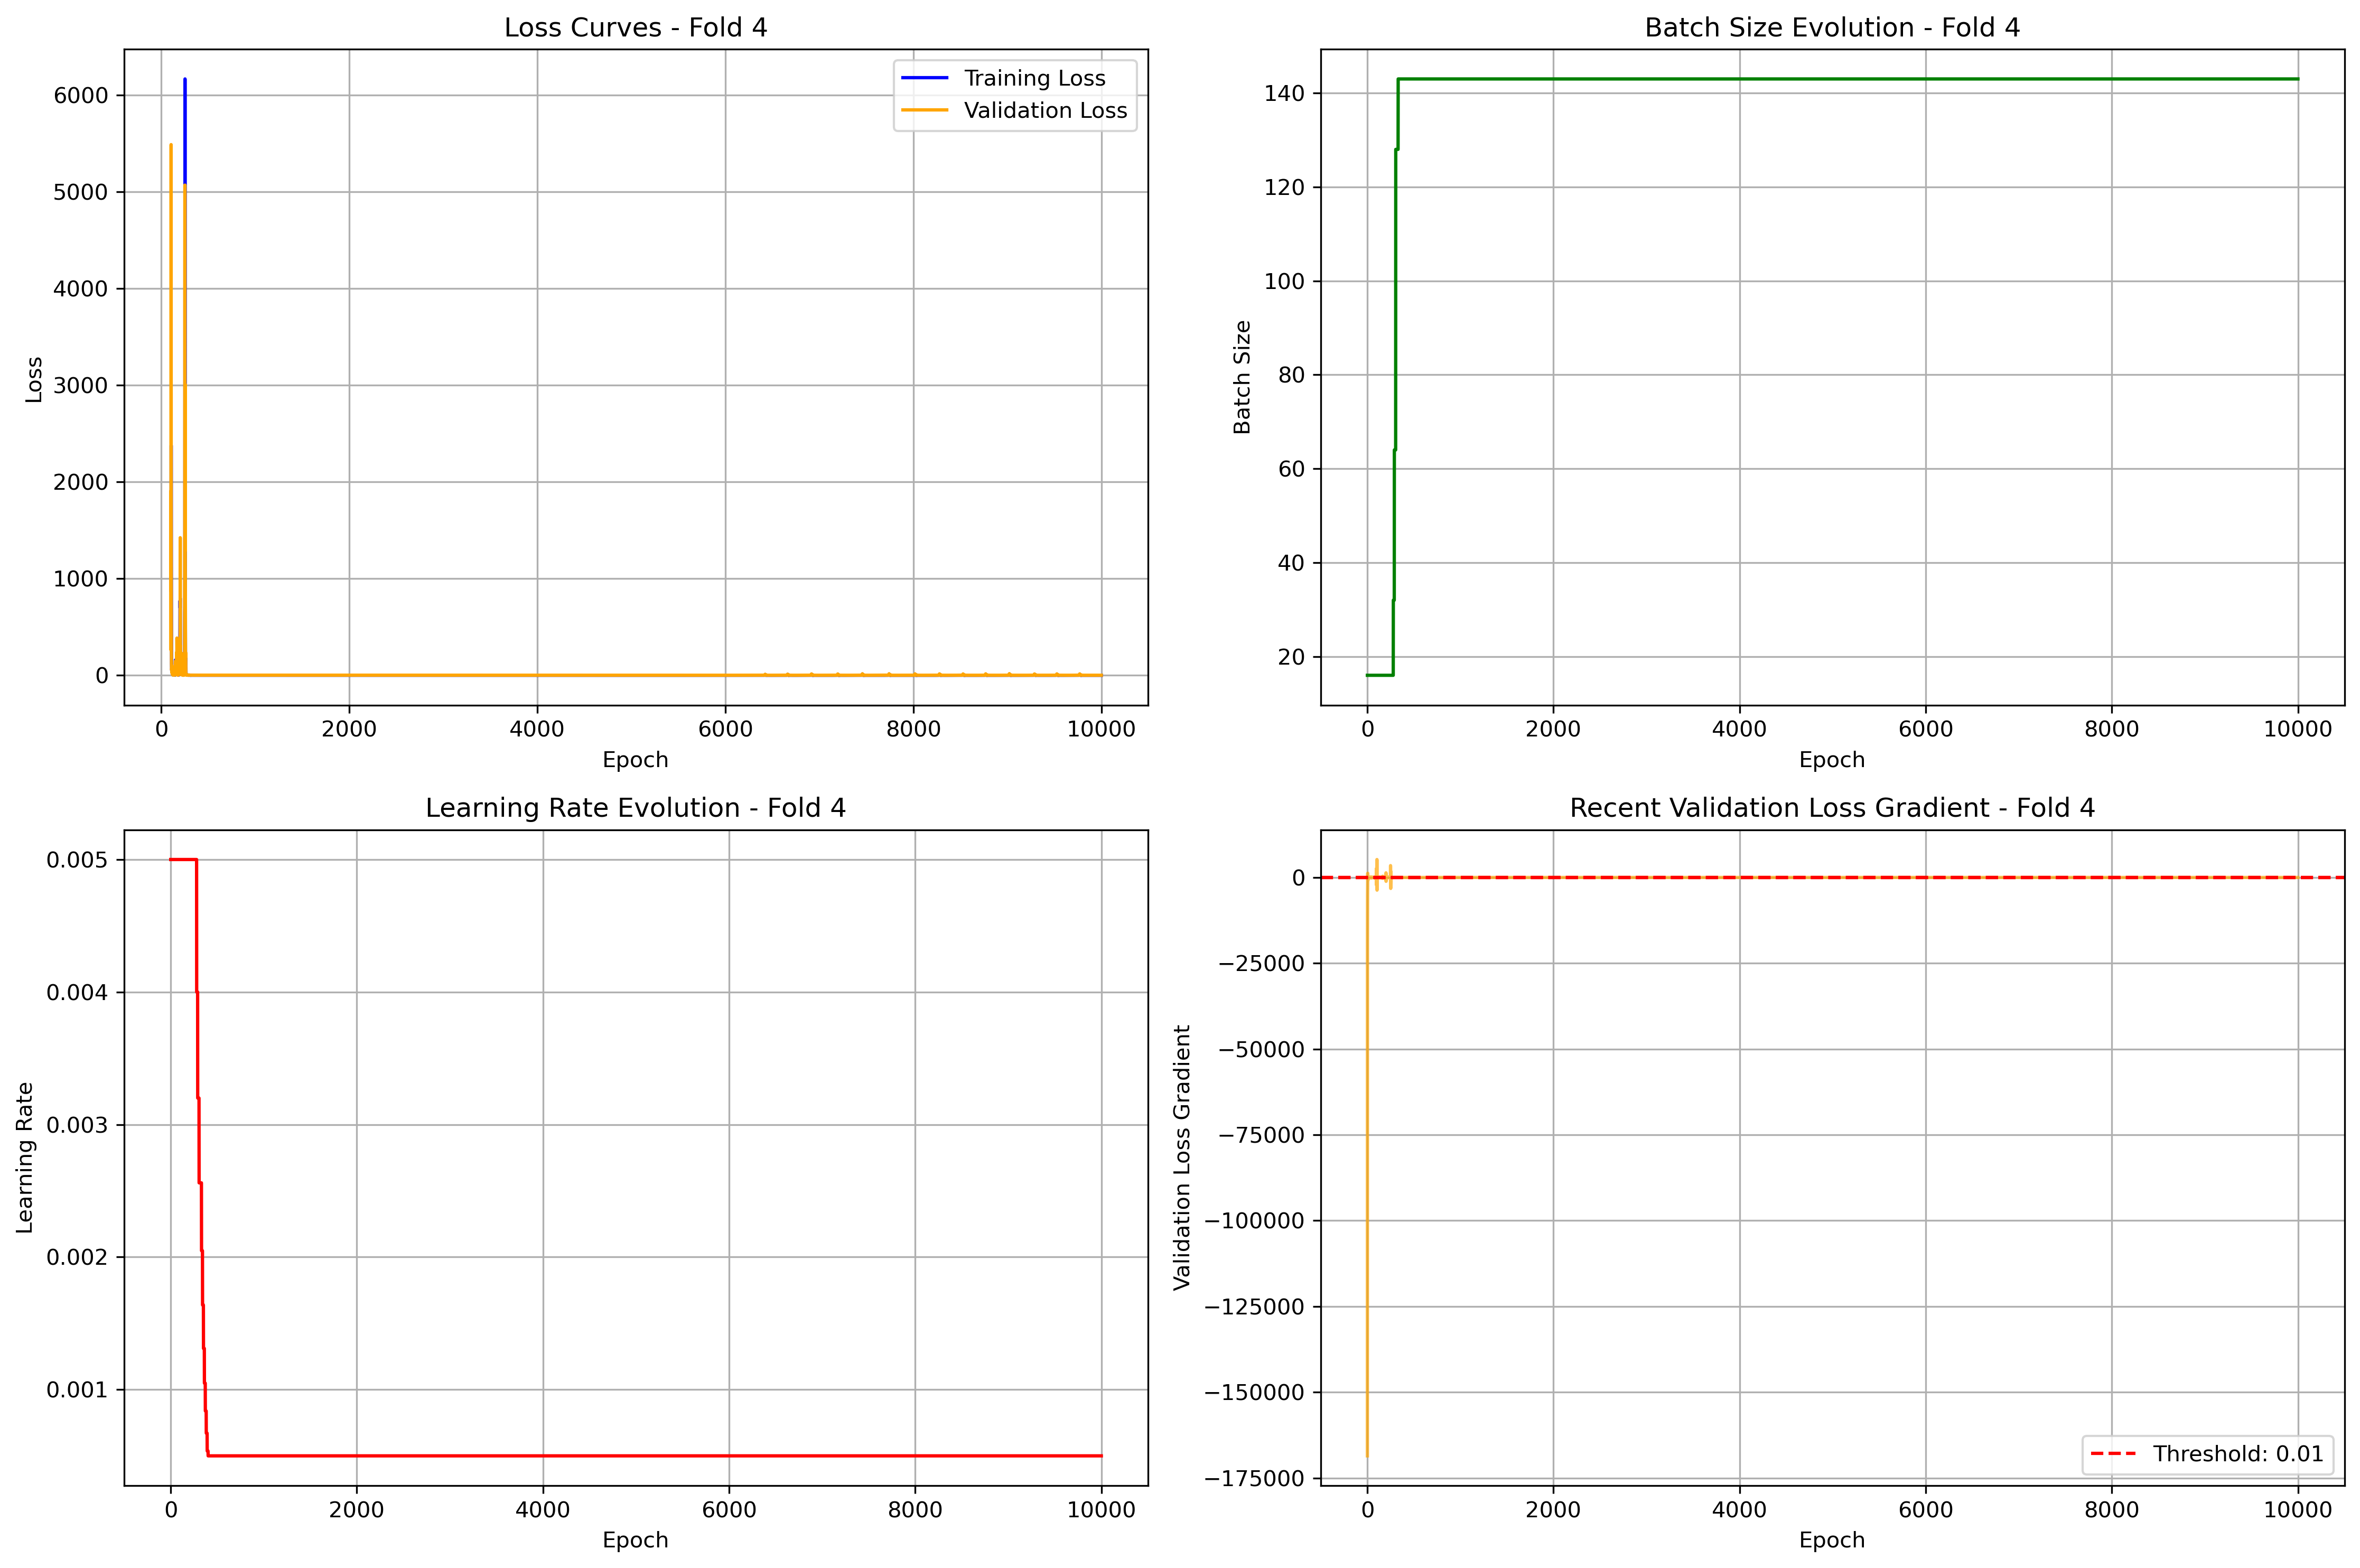 Loss Curves - Fold 4
Training Loss
Validation Loss
6000
5000
4000
3000
2000
1000
0
Loss
0 2000 4000 6000 8000 10000
Epoch
Batch Size Evolution - Fold 4
140
120
100
80
60
40
20
Batch Size
0 2000 4000 6000 8000 10000
Epoch
Learning Rate Evolution - Fold 4
0.005
0.004
0.003
0.002
0.001
Learning Rate
0 2000 4000 6000 8000 10000
Epoch
Recent Validation Loss Gradient - Fold 4
0
−25000
−50000
−75000
−100000
−125000
−150000
−175000
Validation Loss Gradient
Threshold: 0.01
0 2000 4000 6000 8000 10000
Epoch